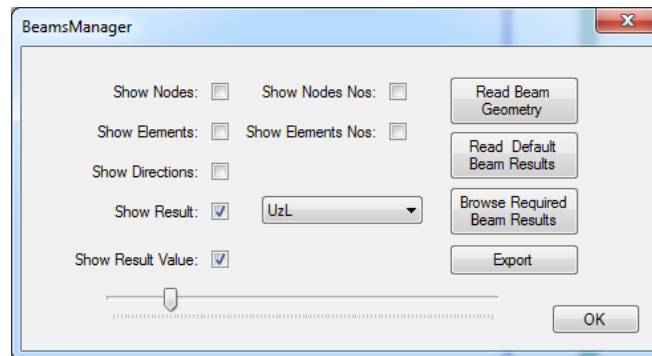 BeamsManager
Show Nodes:
Show Nodes Nos:
Read Beam
Geometry
Show Elements:
Show Elements Nos:
Read Default
Beam Results
Show Directions:
Show Result:
UzL
Browse Required
Beam Results
Show Result Value:
Export
OK